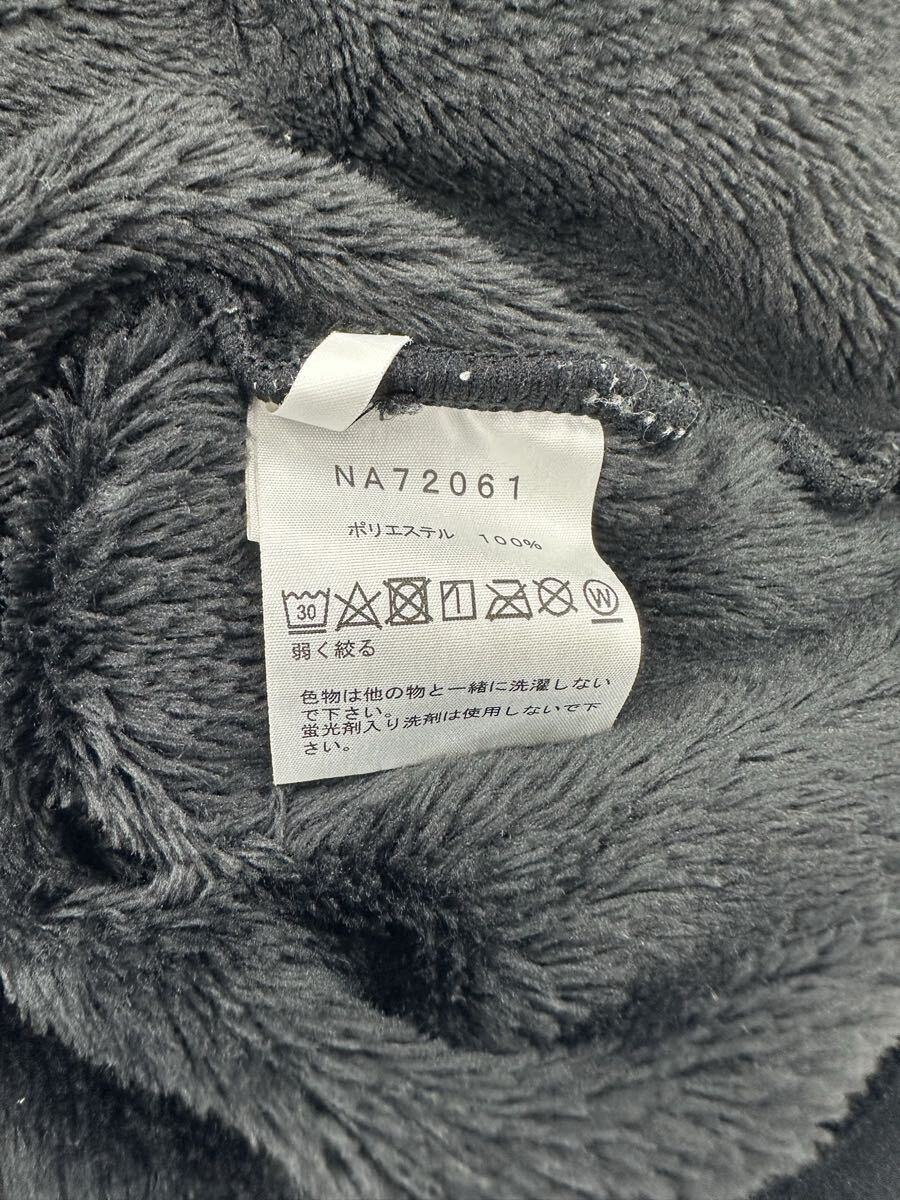 NA72061
ポリエステル 100%
30 W
弱く絞る
色物は他の物と一緒に洗濯しない
で下さい。
蛍光剤入り洗剤は使用しないで下
さい。